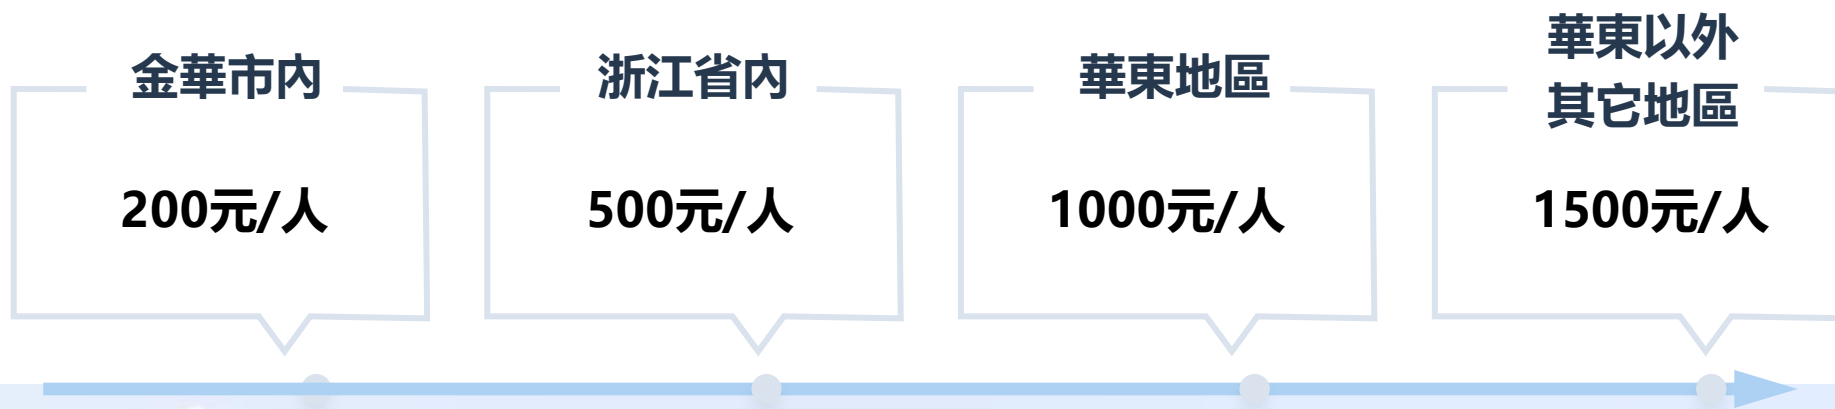 金華市内
200元/人
浙江省内
500元/人
華東地區
1000元/人
華東以外
其它地區
1500元/人